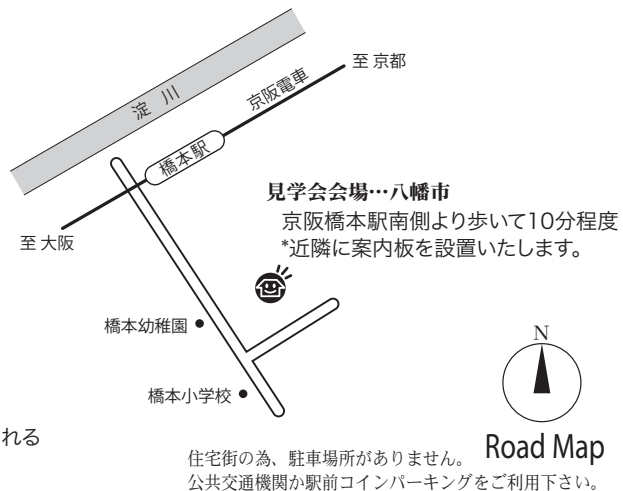 淀川
京阪電車
至 京都
橋本駅
見学会会場…八幡市
京阪橋本駅南側より歩いて10分程度
*近隣に案内板を設置いたします。
至 大阪
橋本幼稚園
橋本小学校
N
れる
Road Map
住宅街の為、駐車場所がありません。
公共交通機関か駅前コインパーキングをご利用下さい。